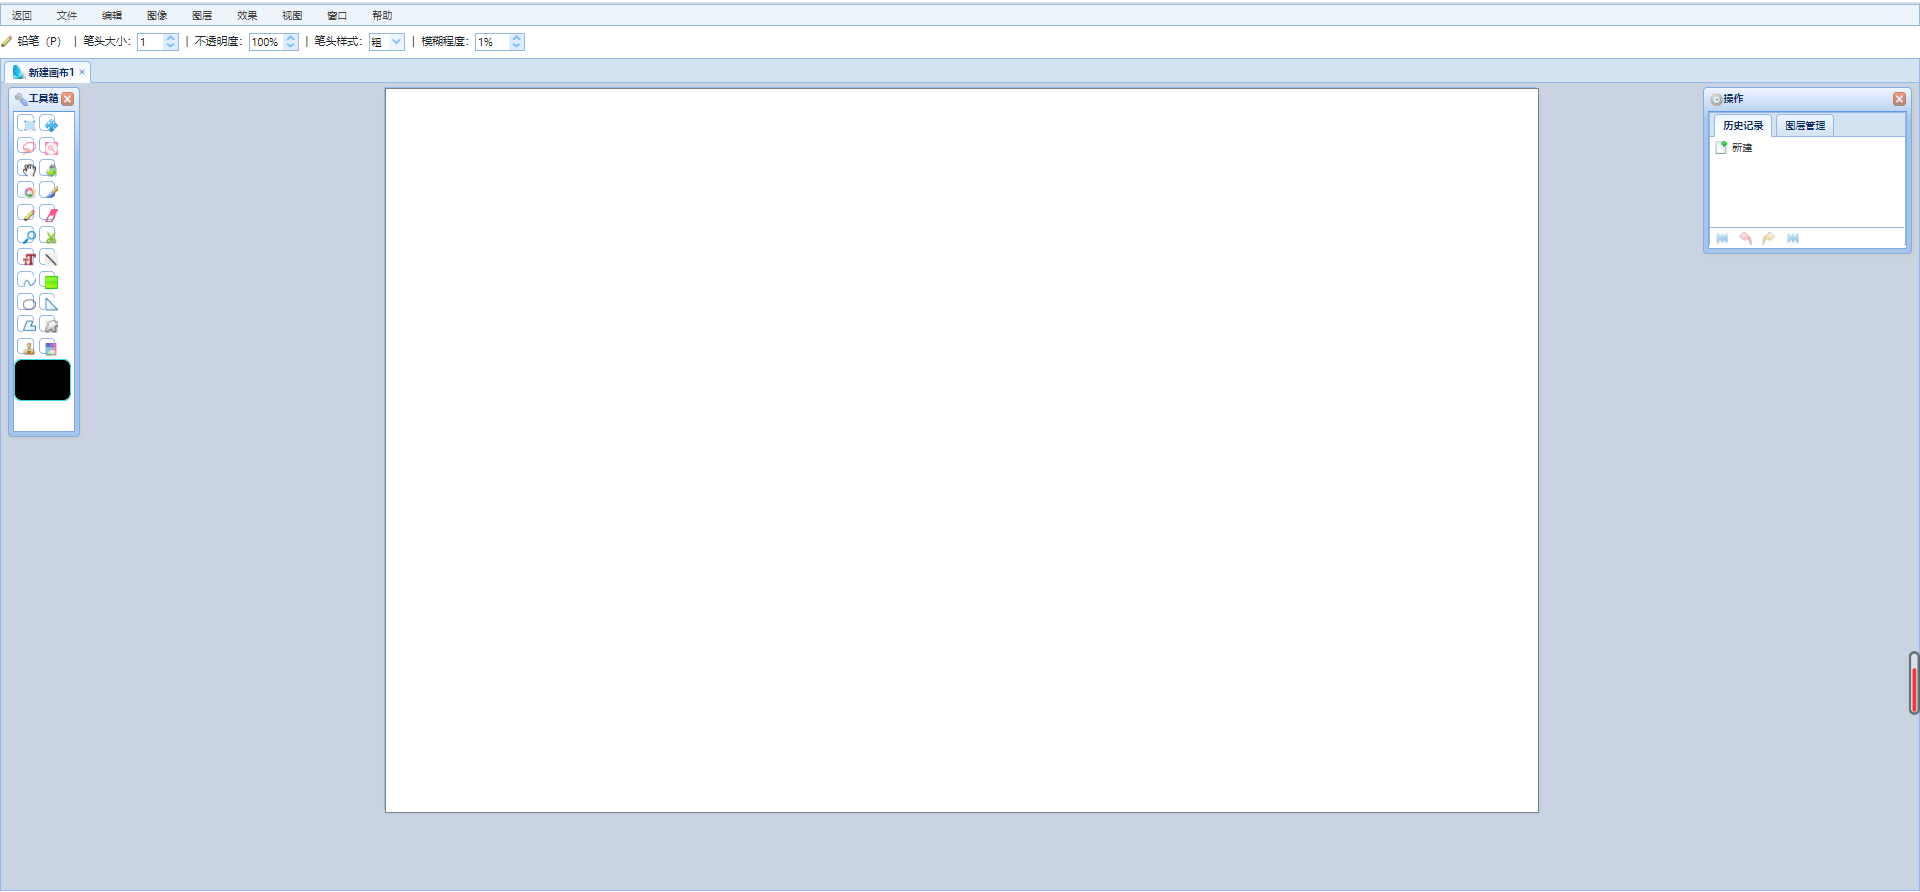 返回 文件 编辑 图像 图层 效果 视图 窗口 帮助
铅笔 (P) | 笔头大小: 1 | 不透明度: 100% | 笔头样式: 粗 | 模糊程度: 1%
新建画布1
工具箱
操作
历史记录 图层管理
新建